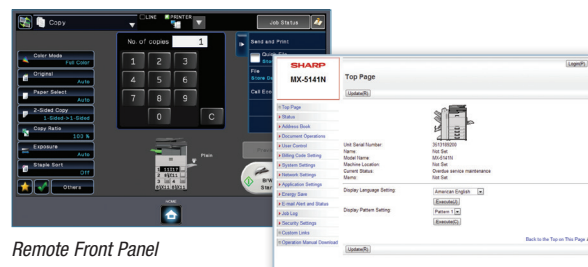 Copy
LINE
PRINTER
Job Status
No. of copies
1
Send and Print
Color Mode
Full Color
Original
Auto
Paper Select
Auto
2-Sided Copy
1-Sided->1-Sided
Copy Ratio
100 %
Exposure
Auto
Staple Sort
Off
Others
1 2 3
4 5 6
7 8 9
0 C
File
Plain
HOME
SHARP
MX-5141N
Top Page
Login(P)
Update(R)
Top Page
Status
Address Book
Document Operations
User Control
Billing Code Setting
System Settings
Network Settings
Application Settings
Energy Save
E-mail Alert and Status
Job Log
Security Settings
Custom Links
Operation Manual Download
Unit Serial Number:
Name: Not Set
Model Name: MX-5141N
Machine Location: Not Set
Current Status: Overdue service maintenance
Memo: Not Set
Display Language Setting: American English
Execute(J)
Display Pattern Setting: Pattern 1
Execute(C)
Update(R)
Back to the Top on This Page
Remote Front Panel